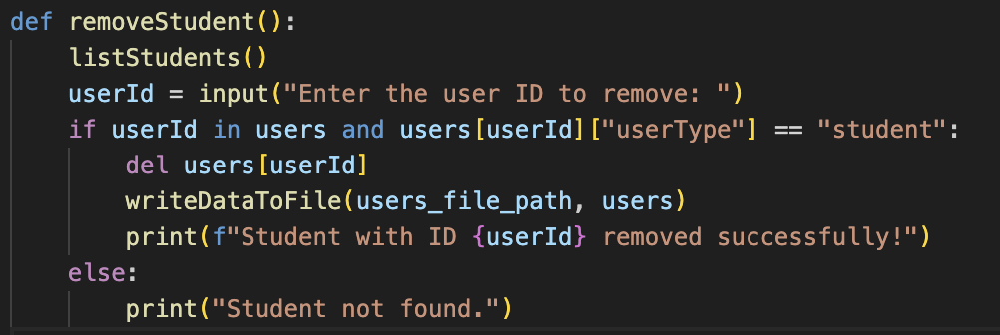 def removeStudent():
    listStudents()
    userId = input("Enter the user ID to remove: ")
    if userId in users and users[userId]["userType"] == "student":
        del users[userId]
        writeDataToFile(users_file_path, users)
        print(f"Student with ID {userId} removed successfully!")
    else:
        print("Student not found.")